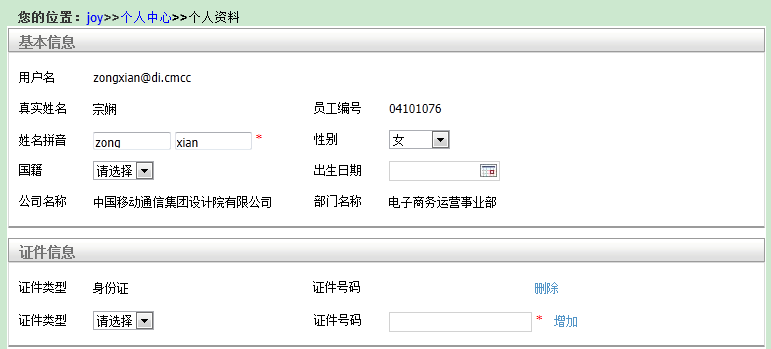 您的位置：joy>>个人中心>>个人资料
基本信息
用户名 zongxian@di.cmcc
真实姓名 宗娴 员工编号 04101076
姓名拼音 zong xian * 性别 女
国籍 请选择 出生日期
公司名称 中国移动通信集团设计院有限公司 部门名称 电子商务运营事业部
证件信息
证件类型 身份证 证件号码 删除
证件类型 请选择 证件号码 * 增加